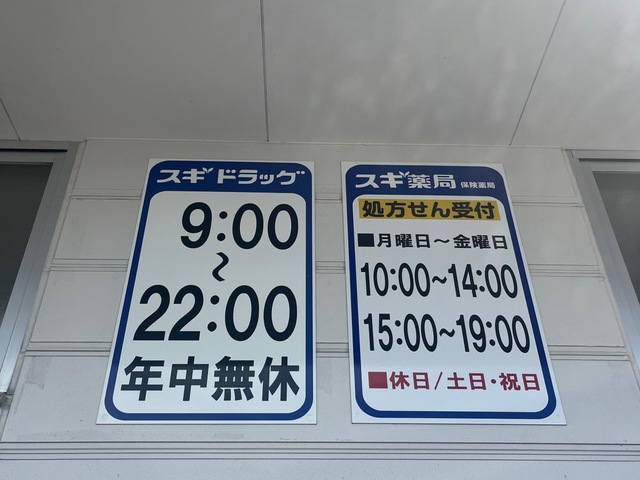 スギドラッグ
9:00
~
22:00
年中無休
スギ薬局 保険薬局
処方せん受付
■月曜日～金曜日
10:00~14:00
15:00~19:00
■休日/土日・祝日